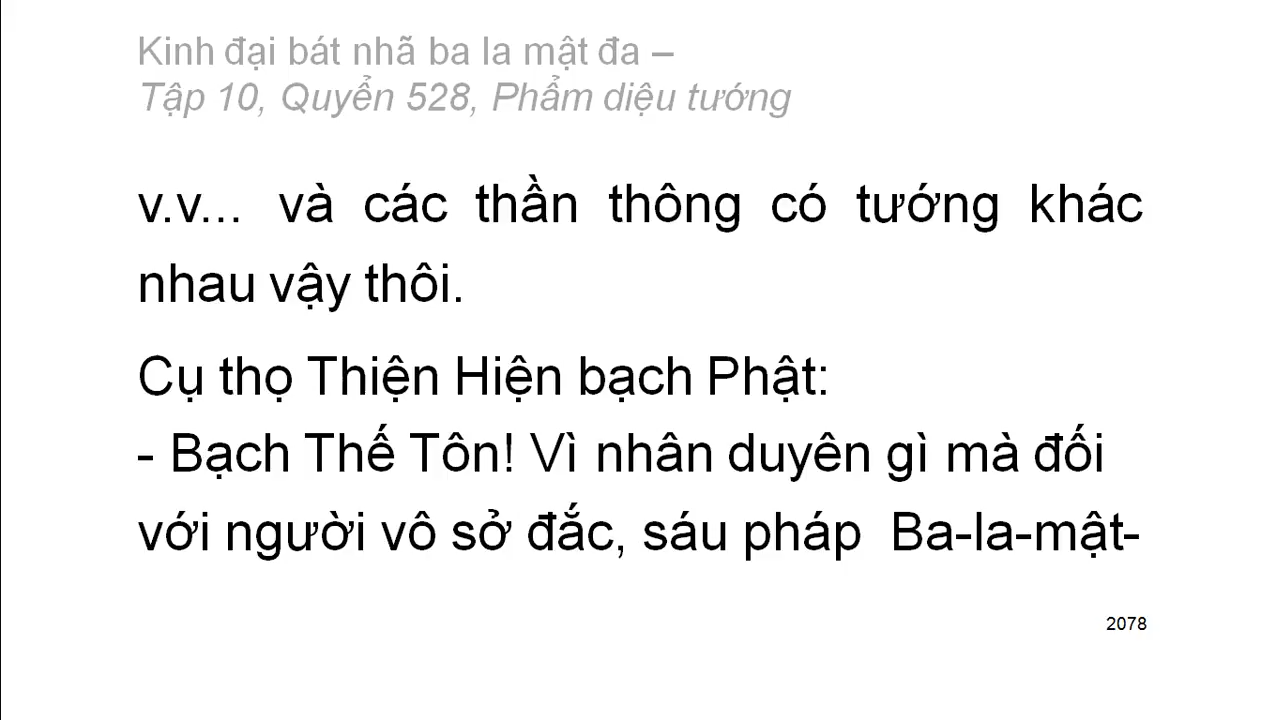 Kinh đại bát nhã ba la mật đa –
Tập 10, Quyển 528, Phẩm diệu tướng
v.v... và các thần thông có tướng khác
nhau vậy thôi.
Cụ thọ Thiện Hiện bạch Phật:
- Bạch Thế Tôn! Vì nhân duyên gì mà đối
với người vô sở đắc, sáu pháp Ba-la-mật-
2078